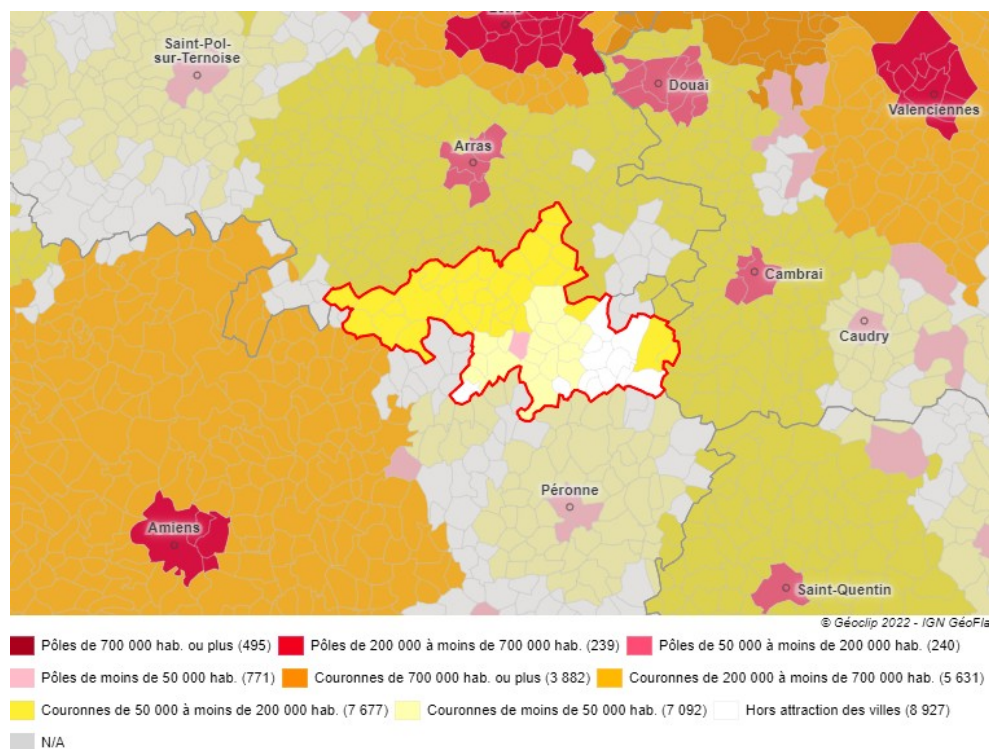 Saint-Pol-
sur-Ternoise
Douai
Valenciennes
Arras
Cambrai
Caudry
Péronne
Amiens
Saint-Quentin
© Géoclip 2022 - IGN GéoFla
Pôles de 700 000 hab. ou plus (495) Pôles de 200 000 à moins de 700 000 hab. (239) Pôles de 50 000 à moins de 200 000 hab. (240)
Pôles de moins de 50 000 hab. (771) Couronnes de 700 000 hab. ou plus (3 882) Couronnes de 200 000 à moins de 700 000 hab. (5 631)
Couronnes de 50 000 à moins de 200 000 hab. (7 677) Couronnes de moins de 50 000 hab. (7 092) Hors attraction des villes (8 927)
N/A